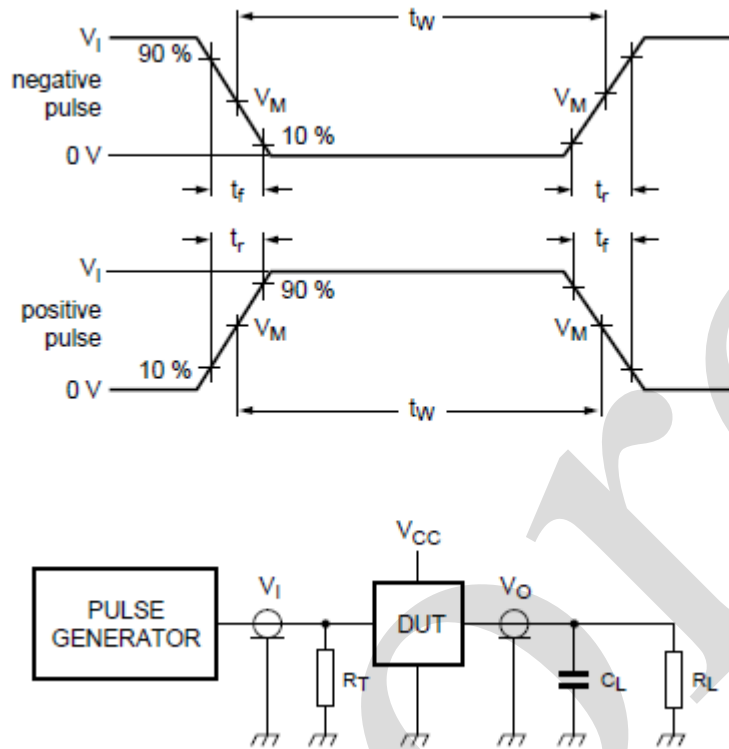 tW
VI
90 %
negative
pulse
VM
VM
10 %
0 V
tf
tr
tr
tf
VI
90 %
positive
pulse
VM
VM
10 %
0 V
tW
VCC
PULSE
GENERATOR
VI
DUT
VO
RT
CL
RL